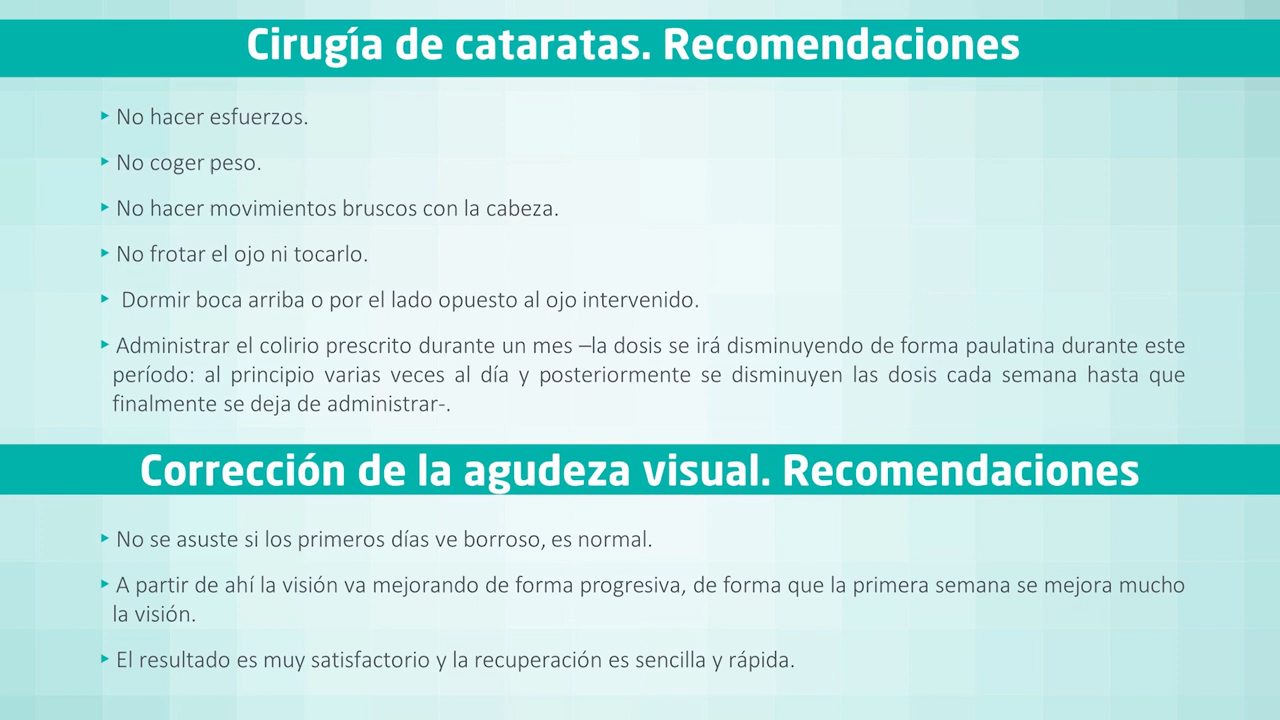 Cirugía de cataratas. Recomendaciones
▸ No hacer esfuerzos.
▸ No coger peso.
▸ No hacer movimientos bruscos con la cabeza.
▸ No frotar el ojo ni tocarlo.
▸ Dormir boca arriba o por el lado opuesto al ojo intervenido.
▸ Administrar el colirio prescrito durante un mes –la dosis se irá disminuyendo de forma paulatina durante este
período: al principio varias veces al día y posteriormente se disminuyen las dosis cada semana hasta que
finalmente se deja de administrar-.
Corrección de la agudeza visual. Recomendaciones
▸ No se asuste si los primeros días ve borroso, es normal.
▸ A partir de ahí la visión va mejorando de forma progresiva, de forma que la primera semana se mejora mucho
la visión.
▸ El resultado es muy satisfactorio y la recuperación es sencilla y rápida.